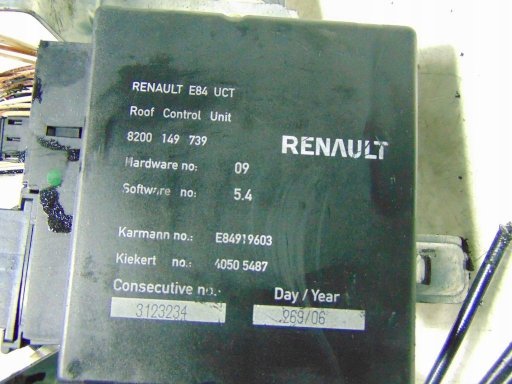 RENAULT E84 UCT
Roof Control Unit
8200 149 739
RENAULT
Hardware no: 09
Software no: 5.4
Karmann no.: E84919603
Kiekert no.: 4050 5487
Consecutive no.: Day / Year
3123234 269/06